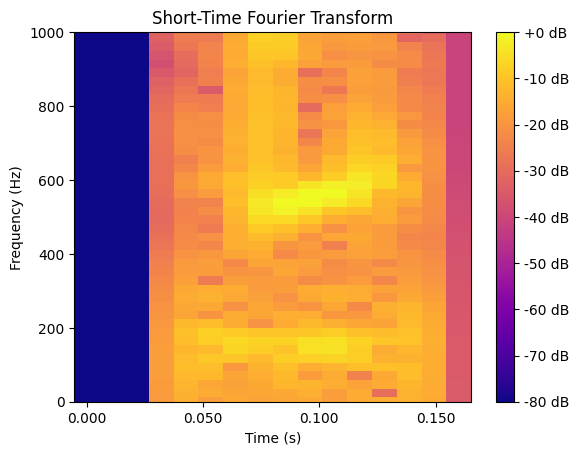 Short-Time Fourier Transform
1000
800
600
400
200
0
Frequency (Hz)
0.000
0.050
0.100
0.150
Time (s)
+0 dB
-10 dB
-20 dB
-30 dB
-40 dB
-50 dB
-60 dB
-70 dB
-80 dB